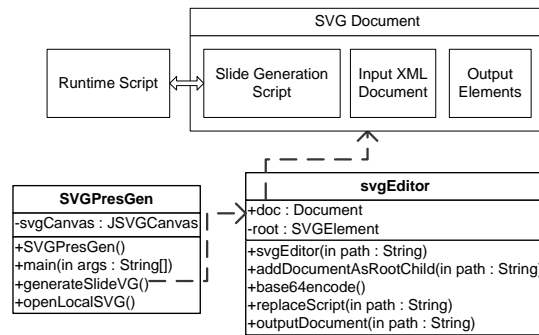 SVG Document
Runtime Script
Slide Generation
Script
Input XML
Document
Output
Elements
SVGPresGen
-svgCanvas : JSVGCanvas
+SVGPresGen()
+main(in args : String[])
+generateSlideVG()
+openLocalSVG()
svgEditor
+doc : Document
-root : SVGElement
+svgEditor(in path : String)
+addDocumentAsRootChild(in path : String)
+base64encode()
+replaceScript(in path : String)
+outputDocument(in path : String)